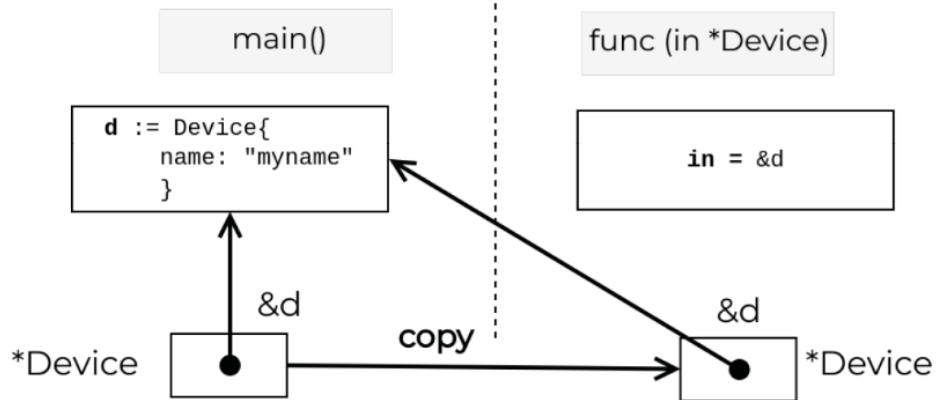 main()
func (in *Device)
d := Device{
name: "myname"
}
in = &d
&d
&d
copy
*Device
*Device